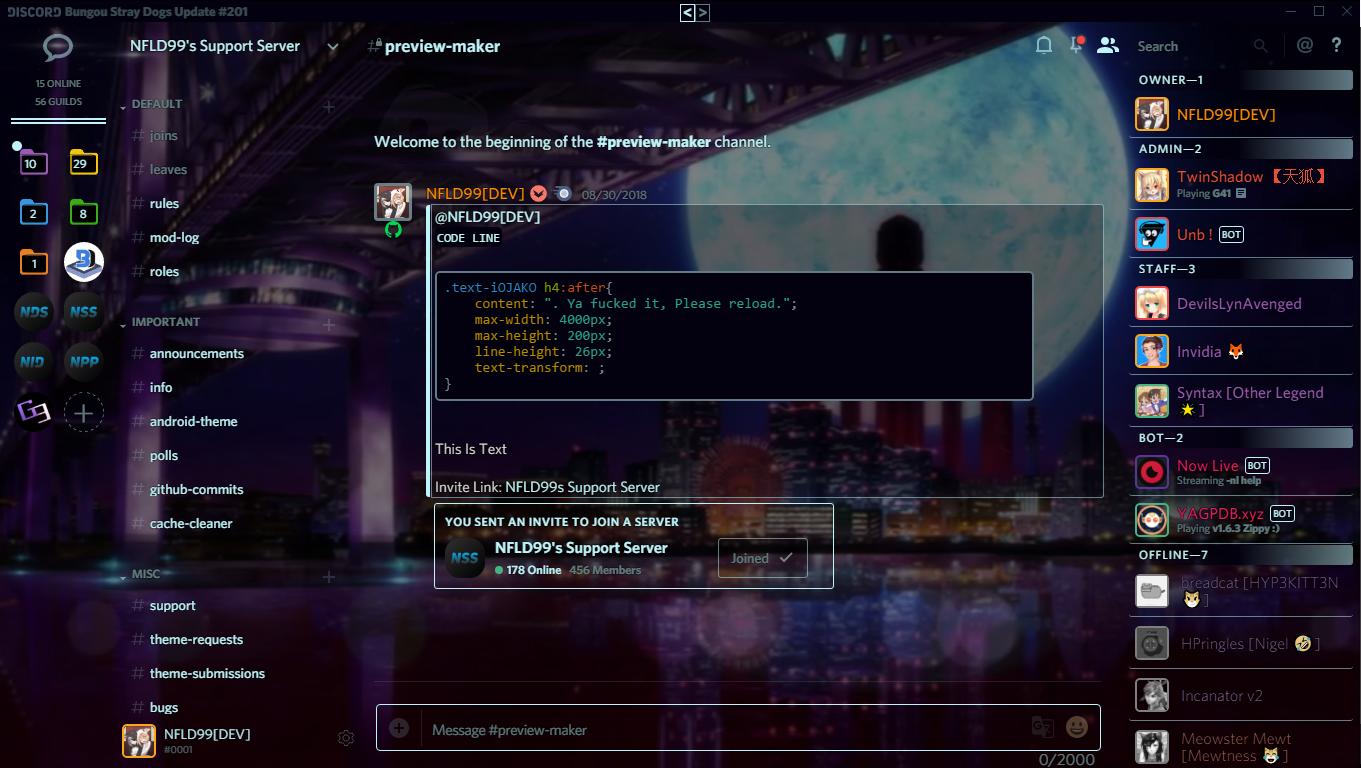 DISCORD Bungou Stray Dogs Update #201
<>
15 ONLINE
56 GUILDS
10
29
2
8
1
NDS
NSS
NID
NPP
NFLD99's Support Server
DEFAULT
# joins
# leaves
# rules
# mod-log
# roles
IMPORTANT
# announcements
# info
# android-theme
# polls
# github-commits
# cache-cleaner
MISC
# support
# theme-requests
# theme-submissions
# bugs
NFLD99[DEV]
#0001
# preview-maker
Search
@ ?
Welcome to the beginning of the #preview-maker channel.
NFLD99[DEV] 08/30/2018
@NFLD99[DEV]
CODE LINE
.text-iOJAKO h4:after{
content: ". Ya fucked it, Please reload.";
max-width: 4000px;
max-height: 200px;
line-height: 26px;
text-transform: ;
}
This Is Text
Invite Link: NFLD99s Support Server
YOU SENT AN INVITE TO JOIN A SERVER
NSS
NFLD99's Support Server
178 Online 456 Members
Joined
Message #preview-maker
0/2000
OWNER—1
NFLD99[DEV]
ADMIN—2
TwinShadow 【天狐】
Playing G41
Unb ! BOT
STAFF—3
DevilsLynAvenged
Invidia 🦊
Syntax [Other Legend
⭐ ]
BOT—2
Now Live BOT
Streaming -nl help
YAGPDB.xyz BOT
Playing v1.6.3 Zippy :)
OFFLINE—7
breadcat [HYP3KITT3N
🐱 ]
HPringles [Nigel 🤣 ]
Incanator v2
Meowster Mewt
[Mewtness 😹 ]